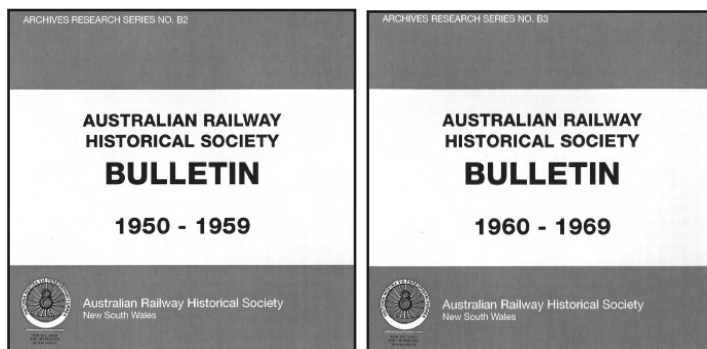 ARCHIVES RESEARCH SERIES NO. B2
AUSTRALIAN RAILWAY
HISTORICAL SOCIETY
BULLETIN
1950 - 1959
Australian Railway Historical Society
New South Wales
ARCHIVES RESEARCH SERIES NO. B3
AUSTRALIAN RAILWAY
HISTORICAL SOCIETY
BULLETIN
1960 - 1969
Australian Railway Historical Society
New South Wales